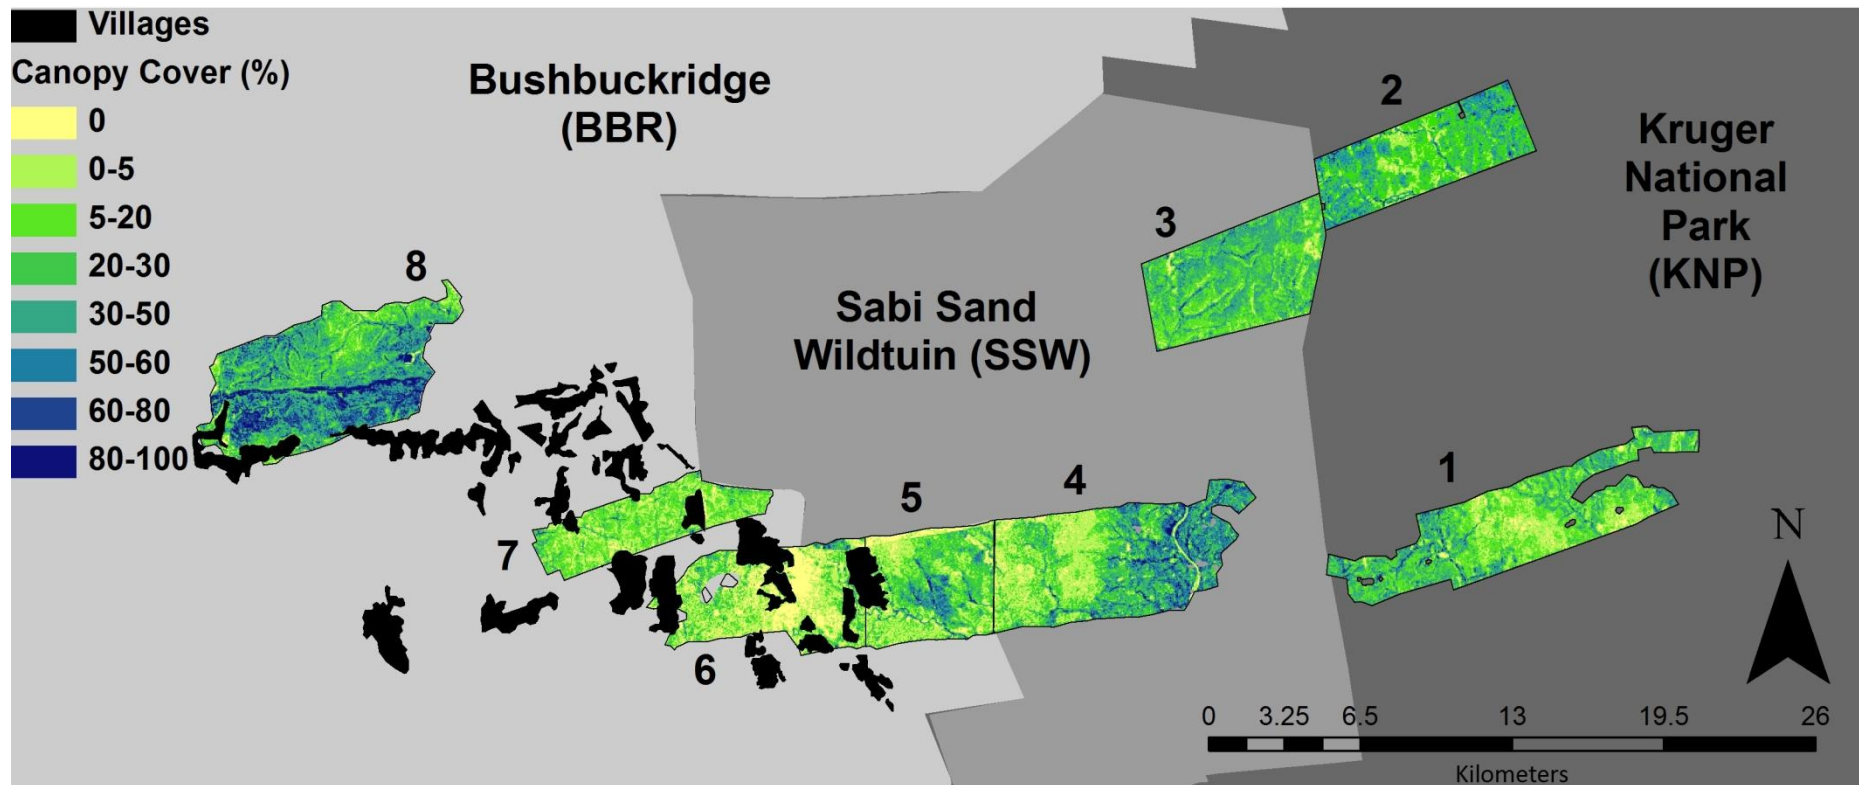 Villages
Canopy Cover (%)
0
0-5
5-20
20-30
30-50
50-60
60-80
80-100
Bushbuckridge
(BBR)
2
Kruger
National
Park
(KNP)
3
8
Sabi Sand
Wildtuin (SSW)
1
5
4
7
6
N
0 3.25 6.5 13 19.5 26
Kilometers